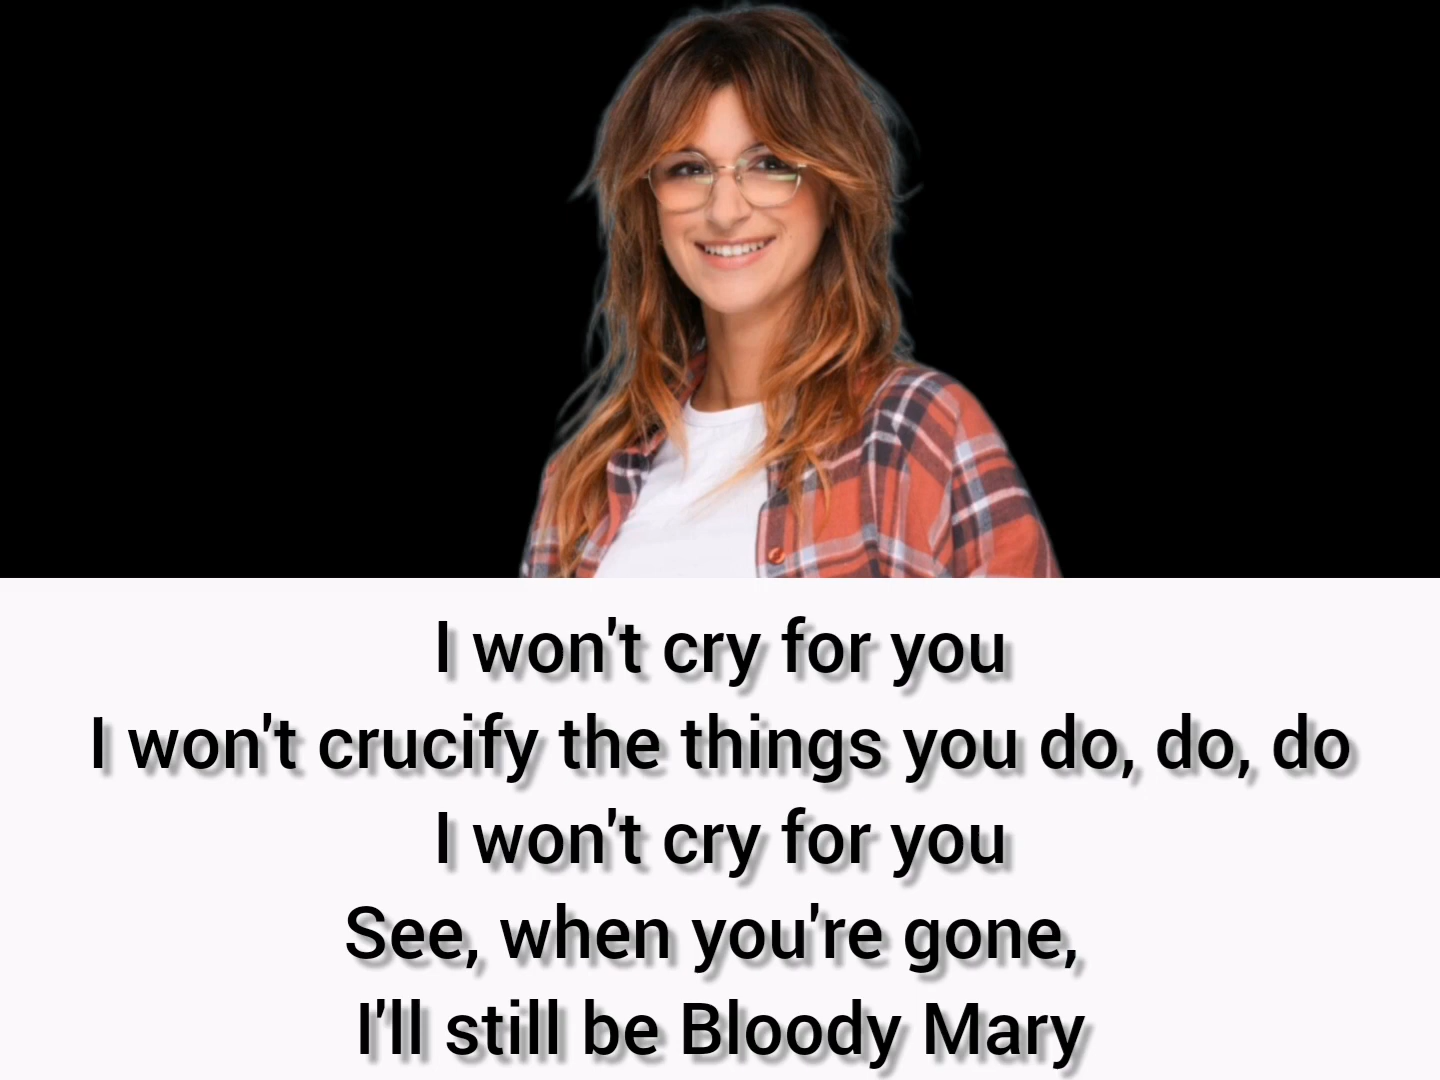 I won't cry for you
I won't crucify the things you do, do, do
I won't cry for you
See, when you're gone,
I'll still be Bloody Mary